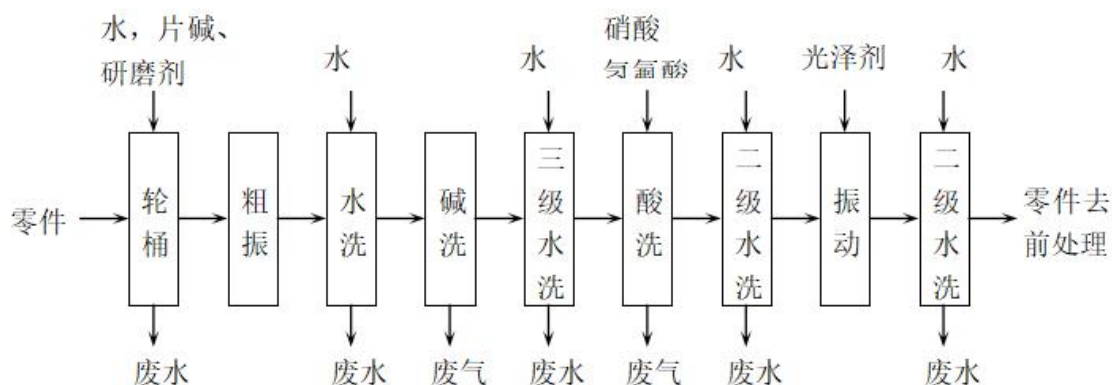 水，片碱、
研磨剂
水
水
硝酸
氢氟酸
水
光泽剂
水
零件
轮桶
粗振
水洗
碱洗
三级水洗
酸洗
二级水洗
振动
二级水洗
零件去
前处理
废水
废水
废气
废水
废气
废水
废水